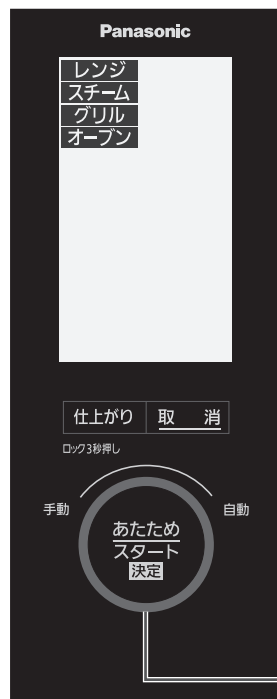 Panasonic
レンジ
スチーム
グリル
オーブン
仕上がり 取 消
ロック3秒押し
手動 自動
あたため
スタート
決定